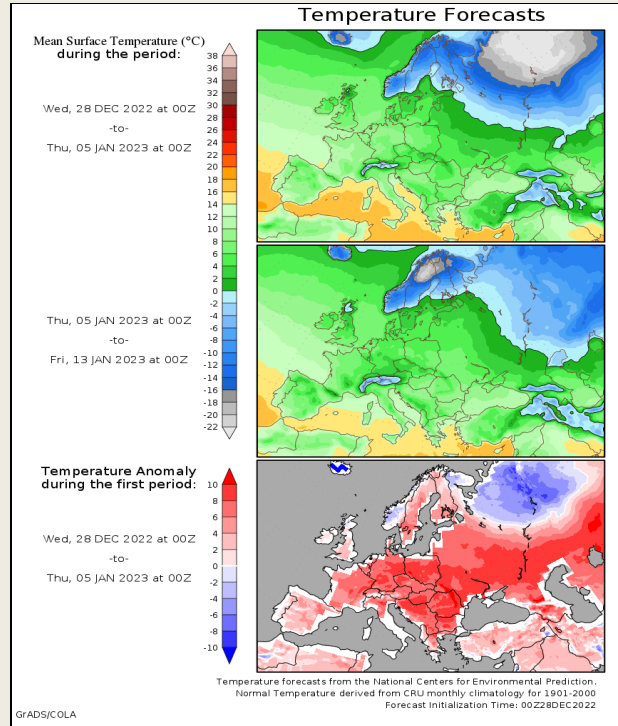 Temperature Forecasts
Mean Surface Temperature (°C)
during the period:
Wed, 28 DEC 2022 at 00Z
-to-
Thu, 05 JAN 2023 at 00Z
38
36
34
32
30
28
26
24
22
20
18
16
14
12
10
8
6
4
2
0
-2
-4
-6
-8
-10
-12
-14
-16
-18
-20
-22
Thu, 05 JAN 2023 at 00Z
-to-
Fri, 13 JAN 2023 at 00Z
Temperature Anomaly
during the first period:
Wed, 28 DEC 2022 at 00Z
-to-
Thu, 05 JAN 2023 at 00Z
10
8
6
4
2
0
-2
-4
-6
-8
-10
Temperature forecasts from the National Centers for Environmental Prediction.
Normal Temperature derived from CRU monthly climatology for 1901-2000
Forecast Initialization Time: 00Z28DEC2022
GrADS/COLA